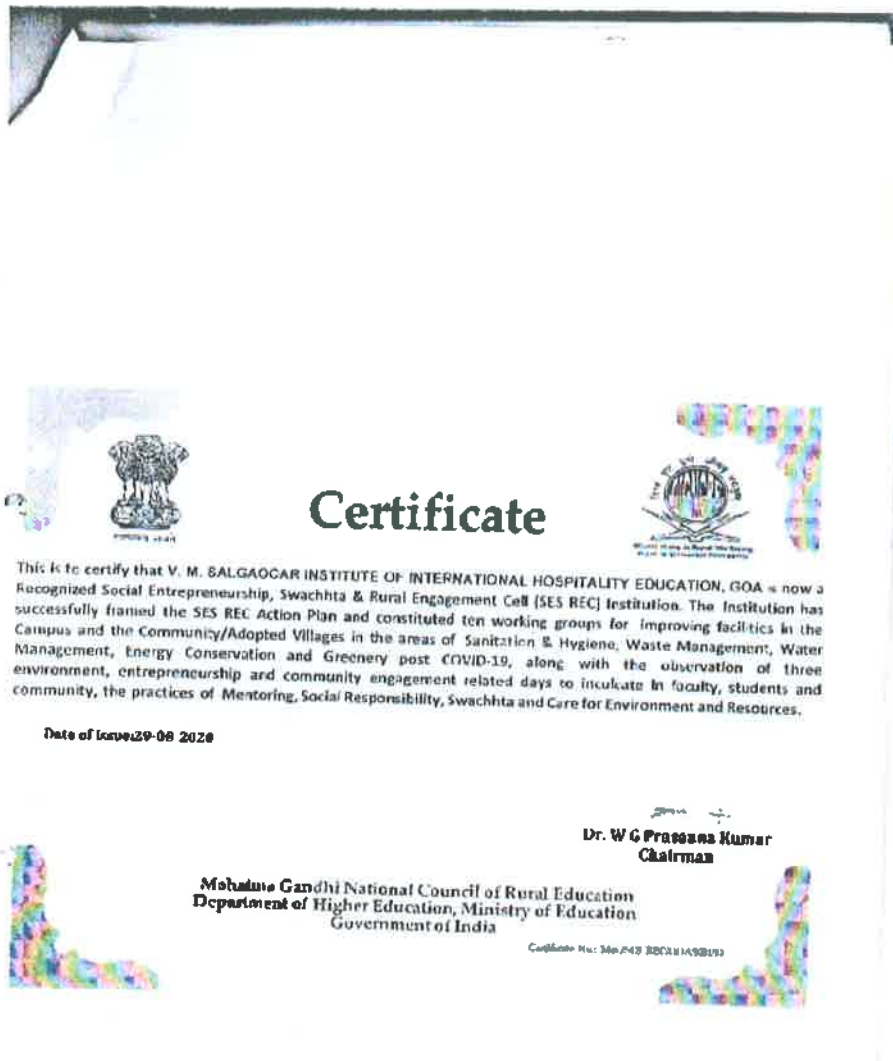 Certificate
This is to certify that V. M. SALGAOCAR INSTITUTE OF INTERNATIONAL HOSPITALITY EDUCATION, GOA is now a
Recognized Social Entrepreneurship, Swachhta & Rural Engagement Cell (SES REC) Institution. The Institution has
successfully framed the SES REC Action Plan and constituted ten working groups for improving facilities in the
Campus and the Community/Adopted Villages in the areas of Sanitation & Hygiene, Waste Management, Water
Management, Energy Conservation and Greenery post COVID-19, along with the observation of three
environment, entrepreneurship and community engagement related days to inculcate in faculty, students and
community, the practices of Mentoring, Social Responsibility, Swachhta and Care for Environment and Resources.
Date of Issue:29-08 2020
Dr. W G Prasanna Kumar
Chairman
Mahatma Gandhi National Council of Rural Education
Department of Higher Education, Ministry of Education
Government of India